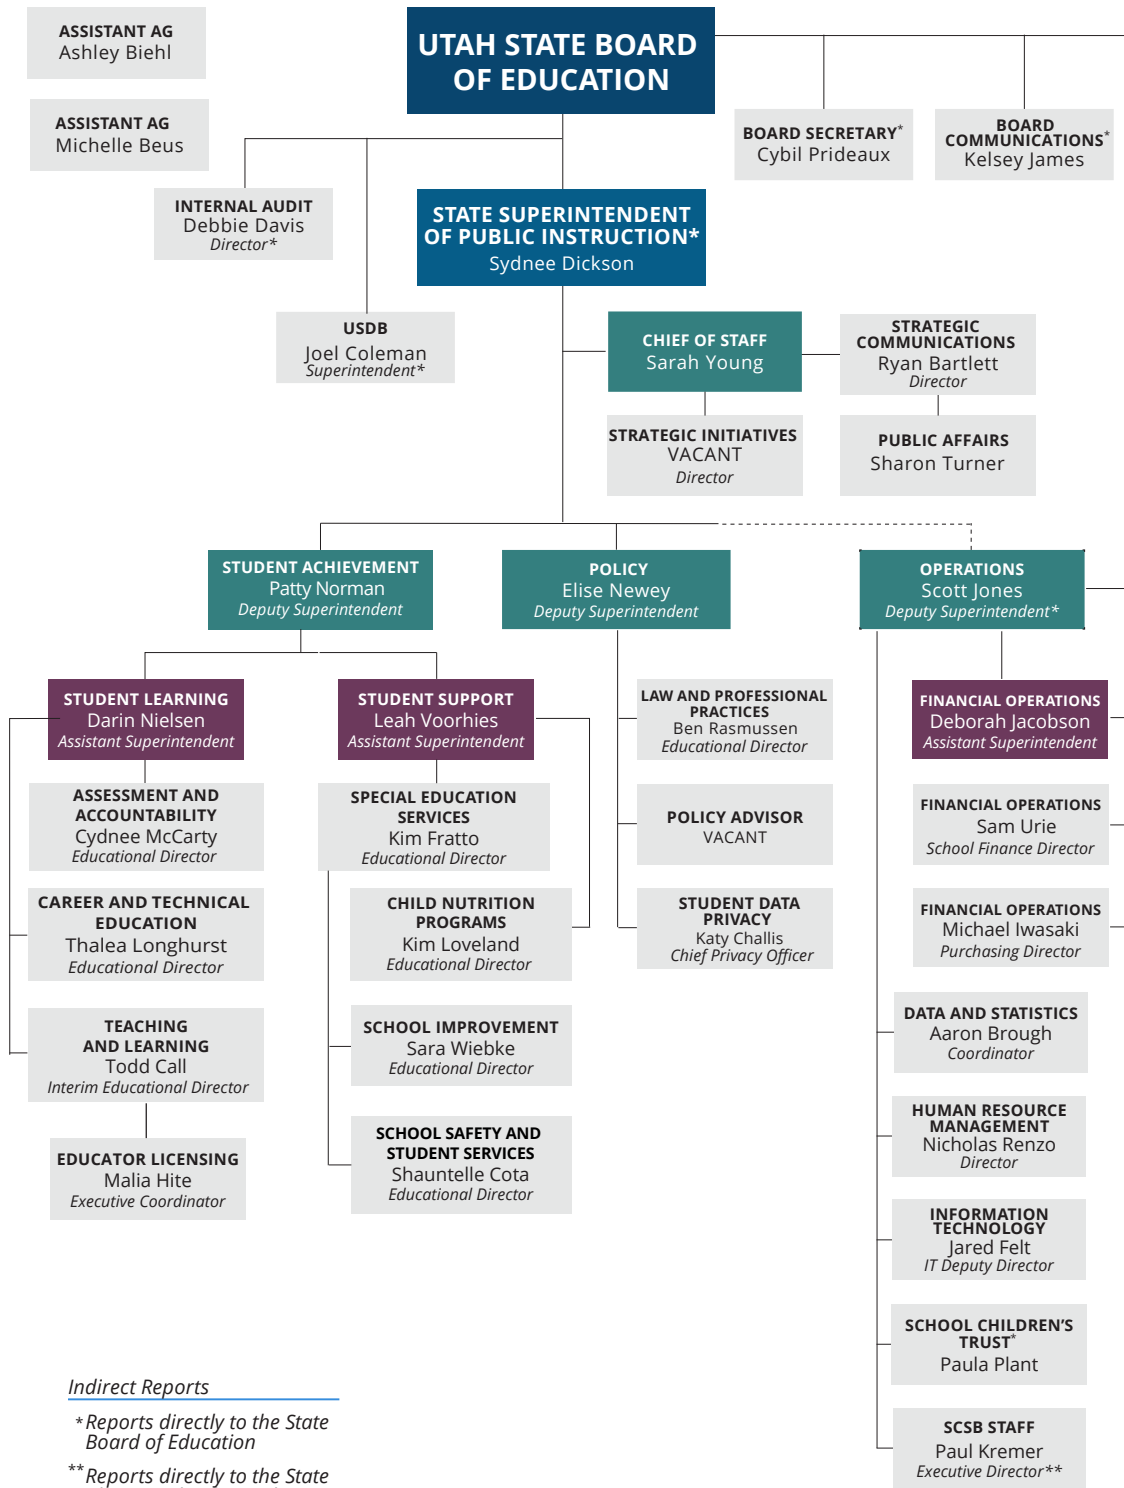 ASSISTANT AG
Ashley Biehl
ASSISTANT AG
Michelle Beus
UTAH STATE BOARD
OF EDUCATION
BOARD SECRETARY*
Cybil Prideaux
BOARD
COMMUNICATIONS*
Kelsey James
INTERNAL AUDIT
Debbie Davis
Director*
STATE SUPERINTENDENT
OF PUBLIC INSTRUCTION*
Sydnee Dickson
USDB
Joel Coleman
Superintendent*
CHIEF OF STAFF
Sarah Young
STRATEGIC
COMMUNICATIONS
Ryan Bartlett
Director
STRATEGIC INITIATIVES
VACANT
Director
PUBLIC AFFAIRS
Sharon Turner
STUDENT ACHIEVEMENT
Patty Norman
Deputy Superintendent
POLICY
Elise Newey
Deputy Superintendent
OPERATIONS
Scott Jones
Deputy Superintendent*
STUDENT LEARNING
Darin Nielsen
Assistant Superintendent
STUDENT SUPPORT
Leah Voorhies
Assistant Superintendent
LAW AND PROFESSIONAL
PRACTICES
Ben Rasmussen
Educational Director
FINANCIAL OPERATIONS
Deborah Jacobson
Assistant Superintendent
ASSESSMENT AND
ACCOUNTABILITY
Cydnee McCarty
Educational Director
SPECIAL EDUCATION
SERVICES
Kim Fratto
Educational Director
POLICY ADVISOR
VACANT
FINANCIAL OPERATIONS
Sam Urie
School Finance Director
CAREER AND TECHNICAL
EDUCATION
Thalea Longhurst
Educational Director
CHILD NUTRITION
PROGRAMS
Kim Loveland
Educational Director
STUDENT DATA
PRIVACY
Katy Challis
Chief Privacy Officer
FINANCIAL OPERATIONS
Michael Iwasaki
Purchasing Director
TEACHING
AND LEARNING
Todd Call
Interim Educational Director
SCHOOL IMPROVEMENT
Sara Wiebke
Educational Director
DATA AND STATISTICS
Aaron Brough
Coordinator
EDUCATOR LICENSING
Malia Hite
Executive Coordinator
SCHOOL SAFETY AND
STUDENT SERVICES
Shauntelle Cota
Educational Director
HUMAN RESOURCE
MANAGEMENT
Nicholas Renzo
Director
INFORMATION
TECHNOLOGY
Jared Felt
IT Deputy Director
SCHOOL CHILDREN'S
TRUST*
Paula Plant
SCSB STAFF
Paul Kremer
Executive Director**
Indirect Reports
*Reports directly to the State
Board of Education
**Reports directly to the State